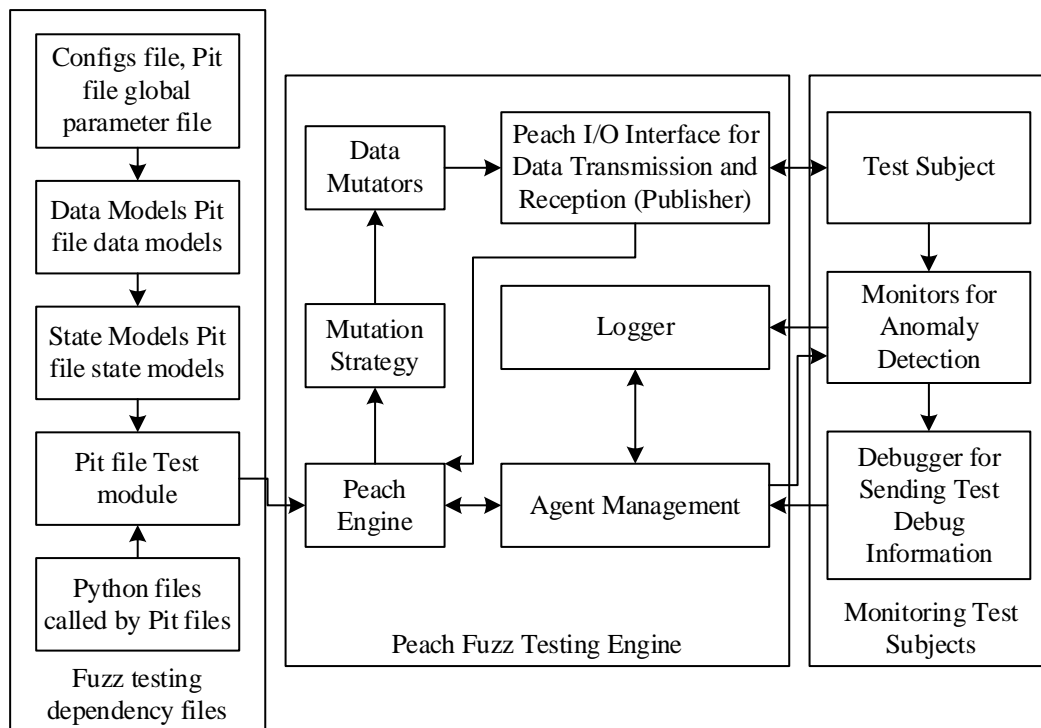 Configs file, Pit
file global
parameter file
Data Models Pit
file data models
State Models Pit
file state models
Pit file Test
module
Python files
called by Pit files
Fuzz testing
dependency files
Data
Mutators
Mutation
Strategy
Peach
Engine
Peach I/O Interface for
Data Transmission and
Reception (Publisher)
Logger
Agent Management
Peach Fuzz Testing Engine
Test Subject
Monitors for
Anomaly
Detection
Debugger for
Sending Test
Debug
Information
Monitoring Test
Subjects